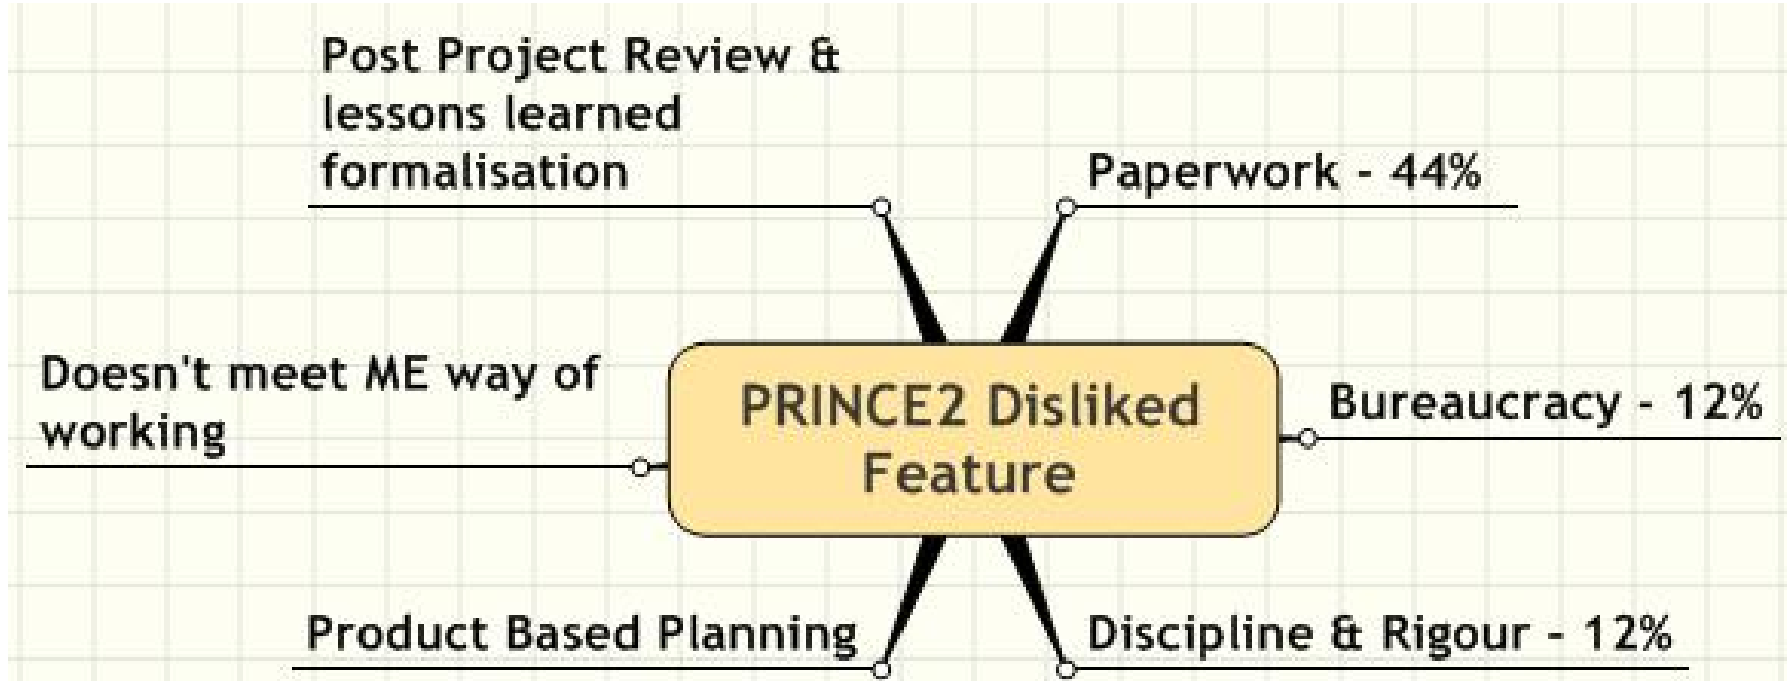 Post Project Review &
lessons learned
formalisation
Paperwork - 44%
Doesn't meet ME way of
working
PRINCE2 Disliked
Feature
Bureaucracy - 12%
Product Based Planning
Discipline & Rigour - 12%